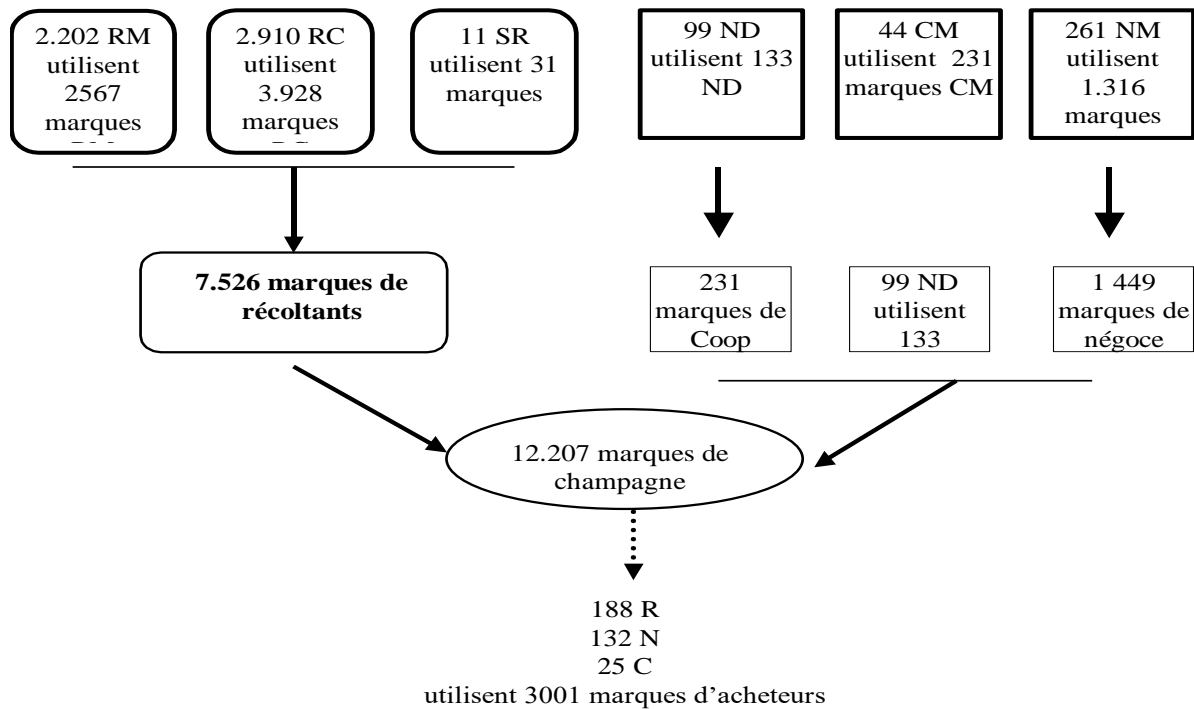 2.202 RM
utilisent
2567
marques
2.910 RC
utilisent
3.928
marques
11 SR
utilisent 31
marques
99 ND
utilisent 133
ND
44 CM
utilisent 231
marques CM
261 NM
utilisent
1.316
marques
7.526 marques de
récoltants
231
marques de
Coop
99 ND
utilisent
133
1 449
marques de
négoce
12.207 marques de
champagne
188 R
132 N
25 C
utilisent 3001 marques d’acheteurs